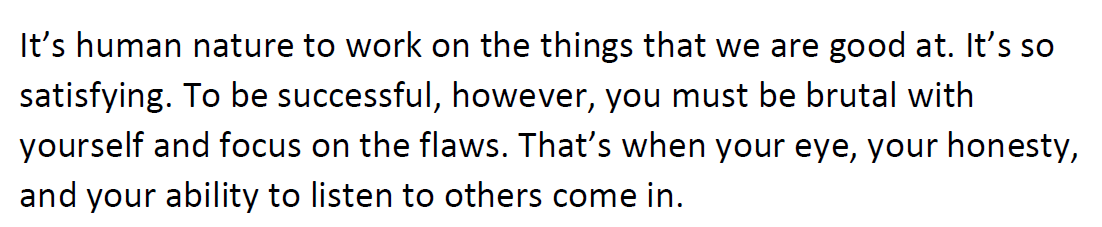 It’s human nature to work on the things that we are good at. It’s so
satisfying. To be successful, however, you must be brutal with
yourself and focus on the flaws. That’s when your eye, your honesty,
and your ability to listen to others come in.